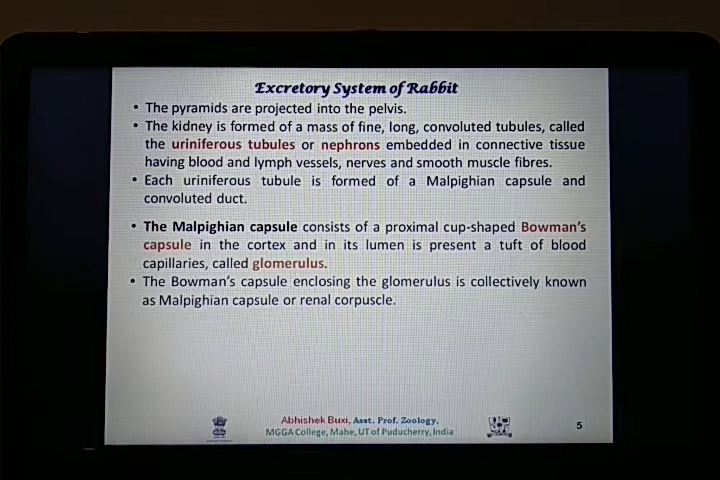 Excretory System of Rabbit
• The pyramids are projected into the pelvis.
• The kidney is formed of a mass of fine, long, convoluted tubules, called
the uriniferous tubules or nephrons embedded in connective tissue
having blood and lymph vessels, nerves and smooth muscle fibres.
• Each uriniferous tubule is formed of a Malpighian capsule and
convoluted duct.
• The Malpighian capsule consists of a proximal cup-shaped Bowman's
capsule in the cortex and in its lumen is present a tuft of blood
capillaries, called glomerulus.
• The Bowman's capsule enclosing the glomerulus is collectively known
as Malpighian capsule or renal corpuscle.
Abhishek Buxi, Asst. Prof. Zoology,
MGGA College, Mahe, UT of Puducherry, India
5